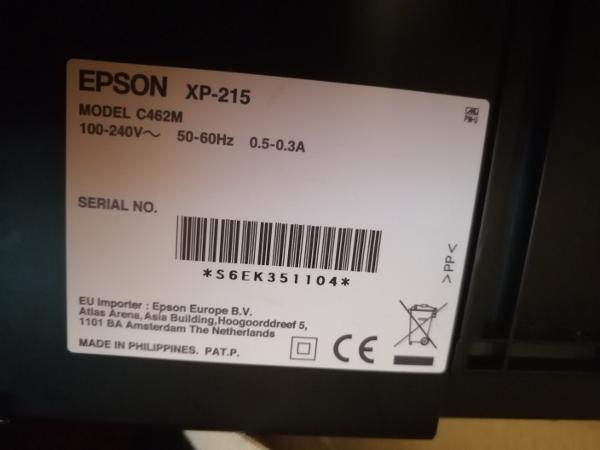 EPSON XP-215
MODEL C462M
100-240V～ 50-60Hz 0.5-0.3A
SERIAL NO.
*S6EK351104*
>PP<
EU Importer : Epson Europe B.V.
Atlas Arena, Asia Building, Hoogoorddreef 5,
1101 BA Amsterdam The Netherlands
MADE IN PHILIPPINES. PAT.P.
CE